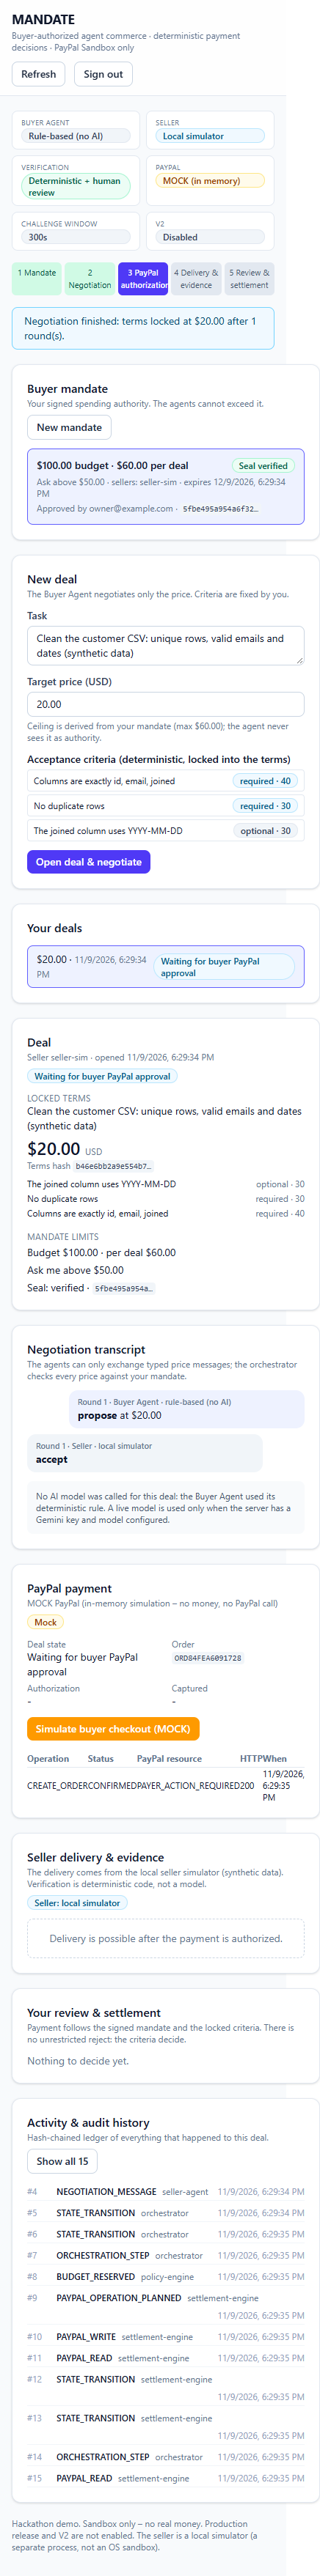 MANDATE
Buyer-authorized agent commerce · deterministic payment
decisions · PayPal Sandbox only
Refresh
Sign out
BUYER AGENT
Rule-based (no AI)
SELLER
Local simulator
VERIFICATION
Deterministic + human
review
PAYPAL
MOCK (in memory)
CHALLENGE WINDOW
300s
V2
Disabled
1 Mandate
2
Negotiation
3 PayPal
authorization
4 Delivery &
evidence
5 Review &
settlement
Negotiation finished: terms locked at $20.00 after 1
round(s).
Buyer mandate
Your signed spending authority. The agents cannot exceed it.
New mandate
$100.00 budget · $60.00 per deal
Seal verified
Ask above $50.00 · sellers: seller-sim · expires 12/9/2026, 6:29:34
PM
Approved by owner@example.com · 5fbe495a954a6f32…
New deal
The Buyer Agent negotiates only the price. Criteria are fixed by you.
Task
Clean the customer CSV: unique rows, valid emails and
dates (synthetic data)
Target price (USD)
20.00
Ceiling is derived from your mandate (max $60.00); the agent never
sees it as authority.
Acceptance criteria (deterministic, locked into the terms)
Columns are exactly id, email, joined
required · 40
No duplicate rows
required · 30
The joined column uses YYYY-MM-DD
optional · 30
Open deal & negotiate
Your deals
$20.00 · 11/9/2026, 6:29:34
PM
Waiting for buyer PayPal
approval
Deal
Seller seller-sim · opened 11/9/2026, 6:29:34 PM
Waiting for buyer PayPal approval
LOCKED TERMS
Clean the customer CSV: unique rows, valid emails and dates
(synthetic data)
$20.00 USD
Terms hash b46e6bb2a9e554b7…
The joined column uses YYYY-MM-DD optional · 30
No duplicate rows required · 30
Columns are exactly id, email, joined required · 40
MANDATE LIMITS
Budget $100.00 · per deal $60.00
Ask me above $50.00
Seal: verified · 5fbe495a954a…
Negotiation transcript
The agents can only exchange typed price messages; the orchestrator
checks every price against your mandate.
Round 1 · Buyer Agent · rule-based (no AI)
propose at $20.00
Round 1 · Seller · local simulator
accept
No AI model was called for this deal: the Buyer Agent used its
deterministic rule. A live model is used only when the server has a
Gemini key and model configured.
PayPal payment
MOCK PayPal (in-memory simulation – no money, no PayPal call)
Mock
Deal state
Waiting for buyer PayPal
approval
Order
ORD84FEA6091728
Authorization
-
Captured
-
Simulate buyer checkout (MOCK)
Operation Status PayPal resource HTTP When
CREATE_ORDER CONFIRMED PAYER_ACTION_REQUIRED 200 11/9/2026,
6:29:35
PM
Seller delivery & evidence
The delivery comes from the local seller simulator (synthetic data).
Verification is deterministic code, not a model.
Seller: local simulator
Delivery is possible after the payment is authorized.
Your review & settlement
Payment follows the signed mandate and the locked criteria. There is
no unrestricted reject: the criteria decide.
Nothing to decide yet.
Activity & audit history
Hash-chained ledger of everything that happened to this deal.
Show all 15
#4 NEGOTIATION_MESSAGE seller-agent 11/9/2026, 6:29:34 PM
#5 STATE_TRANSITION orchestrator 11/9/2026, 6:29:34 PM
#6 STATE_TRANSITION orchestrator 11/9/2026, 6:29:35 PM
#7 ORCHESTRATION_STEP orchestrator 11/9/2026, 6:29:35 PM
#8 BUDGET_RESERVED policy-engine 11/9/2026, 6:29:35 PM
#9 PAYPAL_OPERATION_PLANNED settlement-engine
11/9/2026, 6:29:35 PM
#10 PAYPAL_WRITE settlement-engine 11/9/2026, 6:29:35 PM
#11 PAYPAL_READ settlement-engine 11/9/2026, 6:29:35 PM
#12 STATE_TRANSITION settlement-engine
11/9/2026, 6:29:35 PM
#13 STATE_TRANSITION settlement-engine
11/9/2026, 6:29:35 PM
#14 ORCHESTRATION_STEP orchestrator 11/9/2026, 6:29:35 PM
#15 PAYPAL_READ settlement-engine 11/9/2026, 6:29:35 PM
Hackathon demo. Sandbox only – no real money. Production
release and V2 are not enabled. The seller is a local simulator (a
separate process, not an OS sandbox).